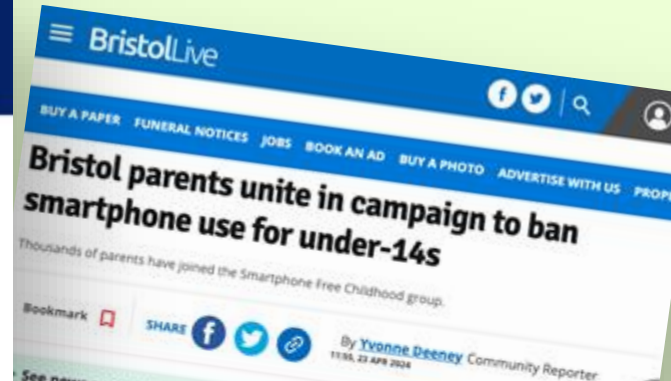 BristolLive
BUY A PAPER FUNERAL NOTICES JOBS BOOK AN AD BUY A PHOTO ADVERTISE WITH US
Bristol parents unite in campaign to ban
smartphone use for under-14s
Thousands of parents have joined the Smartphone Free Childhood group.
Bookmark SHARE
By Yvonne Deeney Community Reporter
11:55, 23 APR 2024
See